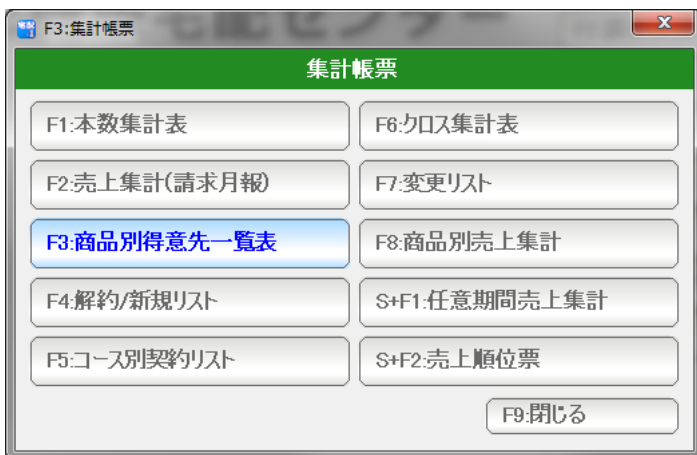 F3:集計帳票
集計帳票
F1:本数集計表
F2:売上集計(請求月報)
F3:商品別得意先一覧表
F4:解約/新規リスト
F5:コース別契約リスト
F6:クロス集計表
F7:変更リスト
F8:商品別売上集計
S+F1:任意期間売上集計
S+F2:売上順位票
F9:閉じる